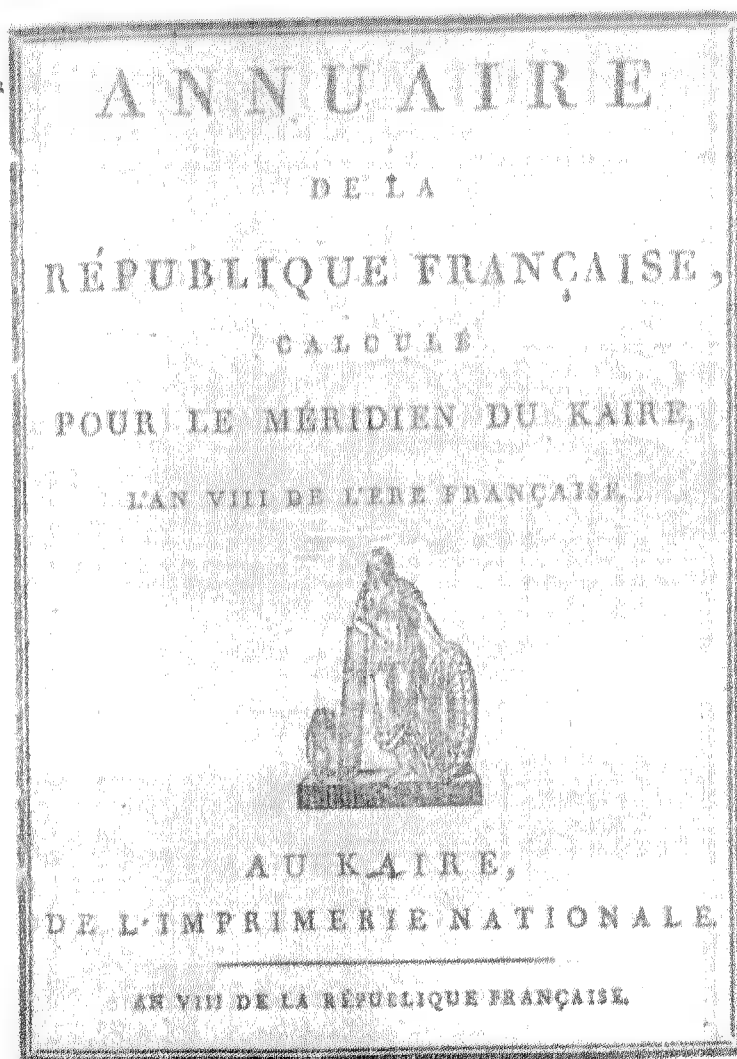 ANNUAIRE
DE LA
RÉPUBLIQUE FRANÇAISE,
CALCULÉ
POUR LE MÉRIDIEN DU KAIRE,
L'AN VIII DE L'ERE FRANÇAISE.
AU KAIRE,
DE L'IMPRIMERIE NATIONALE
AN VIII DE LA RÉPUBLIQUE FRANÇAISE.